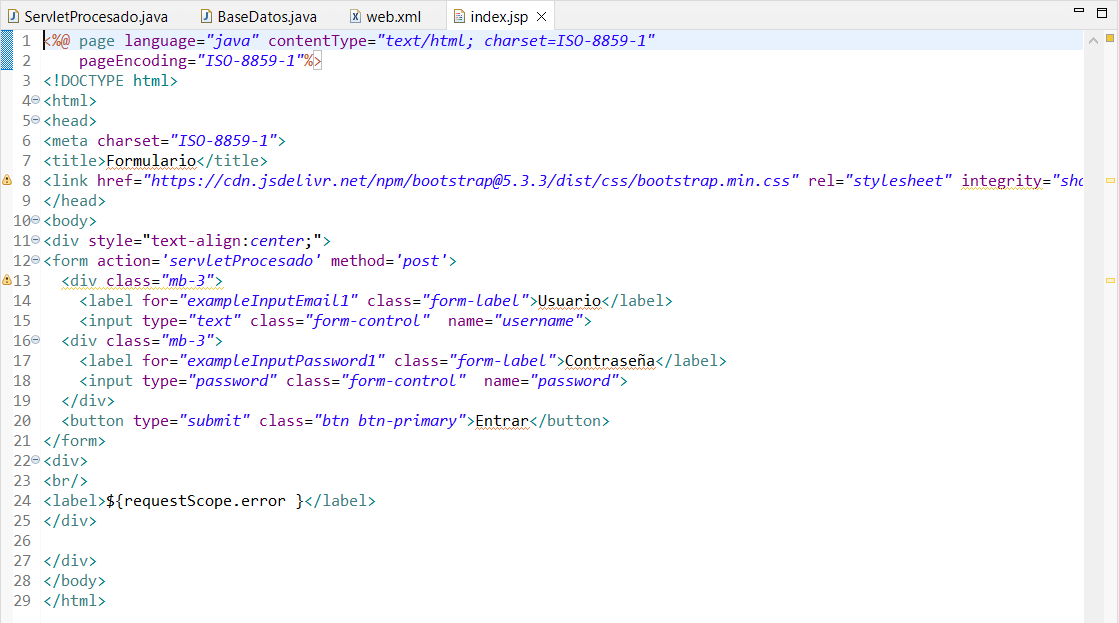 ServletProcesado.java BaseDatos.java web.xml index.jsp
1 <%@ page language="java" contentType="text/html; charset=ISO-8859-1"
2 pageEncoding="ISO-8859-1"%>
3 <!DOCTYPE html>
4 <html>
5 <head>
6 <meta charset="ISO-8859-1">
7 <title>Formulario</title>
8 <link href="https://cdn.jsdelivr.net/npm/bootstrap@5.3.3/dist/css/bootstrap.min.css" rel="stylesheet" integrity="sha
9 </head>
10 <body>
11 <div style="text-align:center;">
12 <form action='servletProcesado' method='post'>
13 <div class="mb-3">
14 <label for="exampleInputEmail1" class="form-label">Usuario</label>
15 <input type="text" class="form-control"  name="username">
16 <div class="mb-3">
17 <label for="exampleInputPassword1" class="form-label">Contraseña</label>
18 <input type="password" class="form-control"  name="password">
19 </div>
20 <button type="submit" class="btn btn-primary">Entrar</button>
21 </form>
22 <div>
23 <br/>
24 <label>${requestScope.error }</label>
25 </div>
26
27 </div>
28 </body>
29 </html>